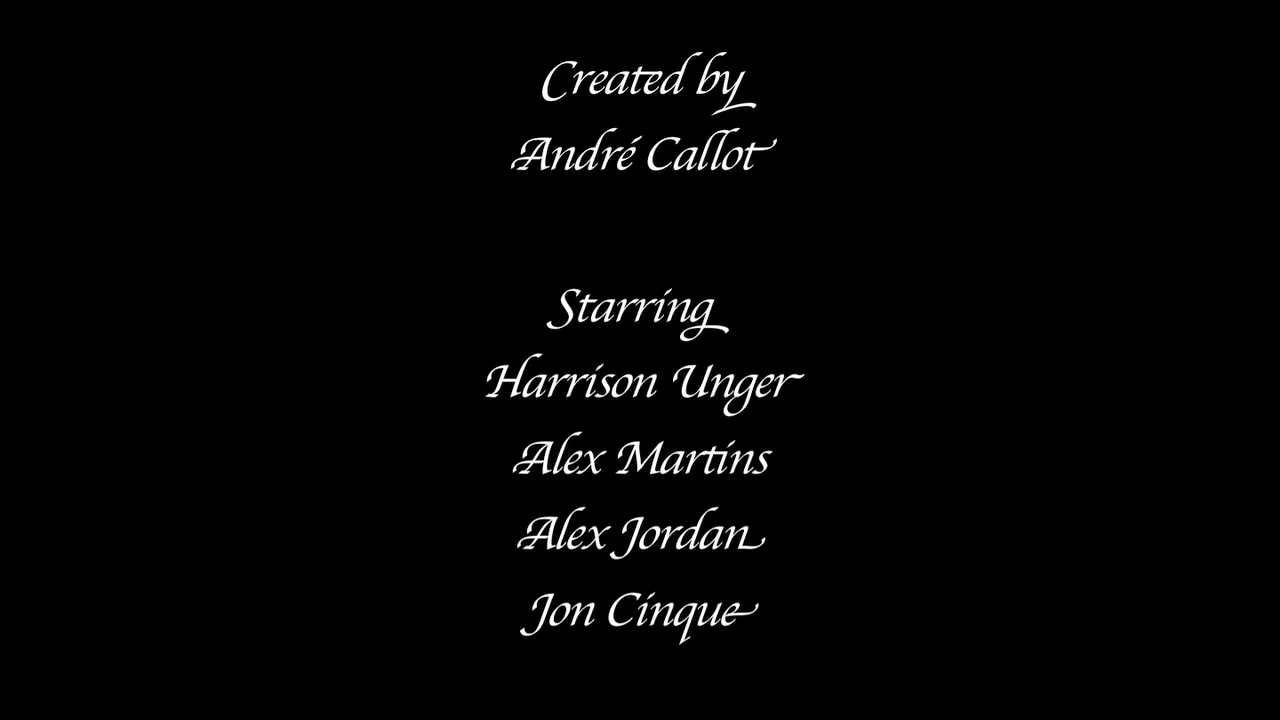 Created by
André Callot
Starring
Harrison Unger
Alex Martins
Alex Jordan
Jon Cinque